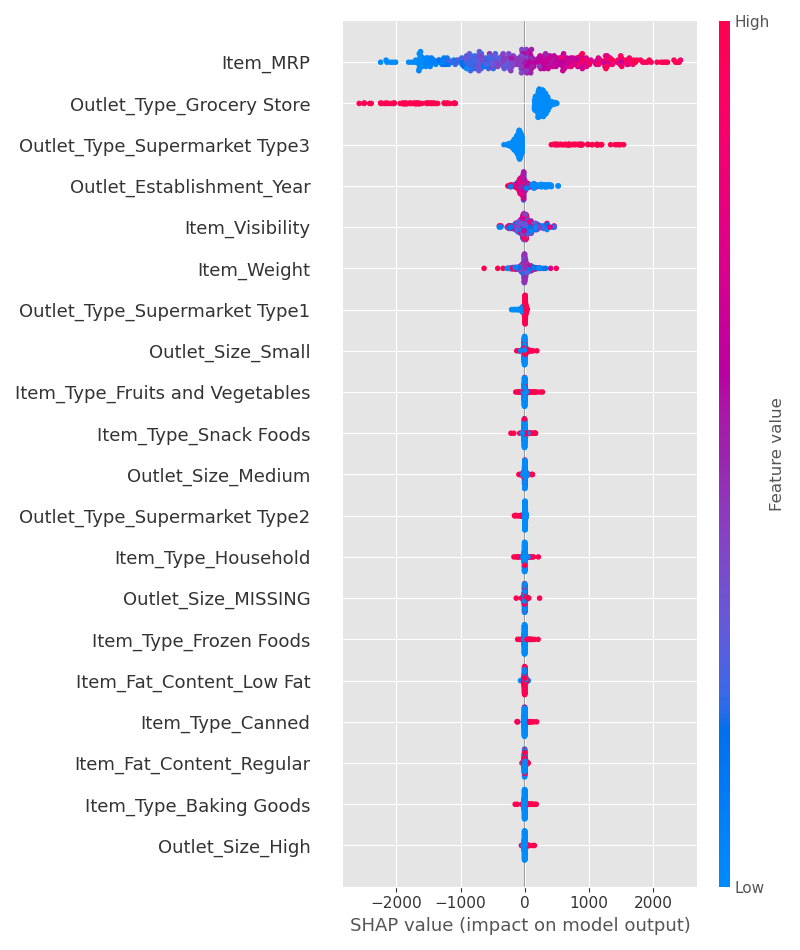 High
Item_MRP
Outlet_Type_Grocery Store
Outlet_Type_Supermarket Type3
Outlet_Establishment_Year
Item_Visibility
Item_Weight
Outlet_Type_Supermarket Type1
Outlet_Size_Small
Item_Type_Fruits and Vegetables
Item_Type_Snack Foods
Outlet_Size_Medium
Outlet_Type_Supermarket Type2
Item_Type_Household
Outlet_Size_MISSING
Item_Type_Frozen Foods
Item_Fat_Content_Low Fat
Item_Type_Canned
Item_Fat_Content_Regular
Item_Type_Baking Goods
Outlet_Size_High
Feature value
Low
−2000 −1000 0 1000 2000
SHAP value (impact on model output)